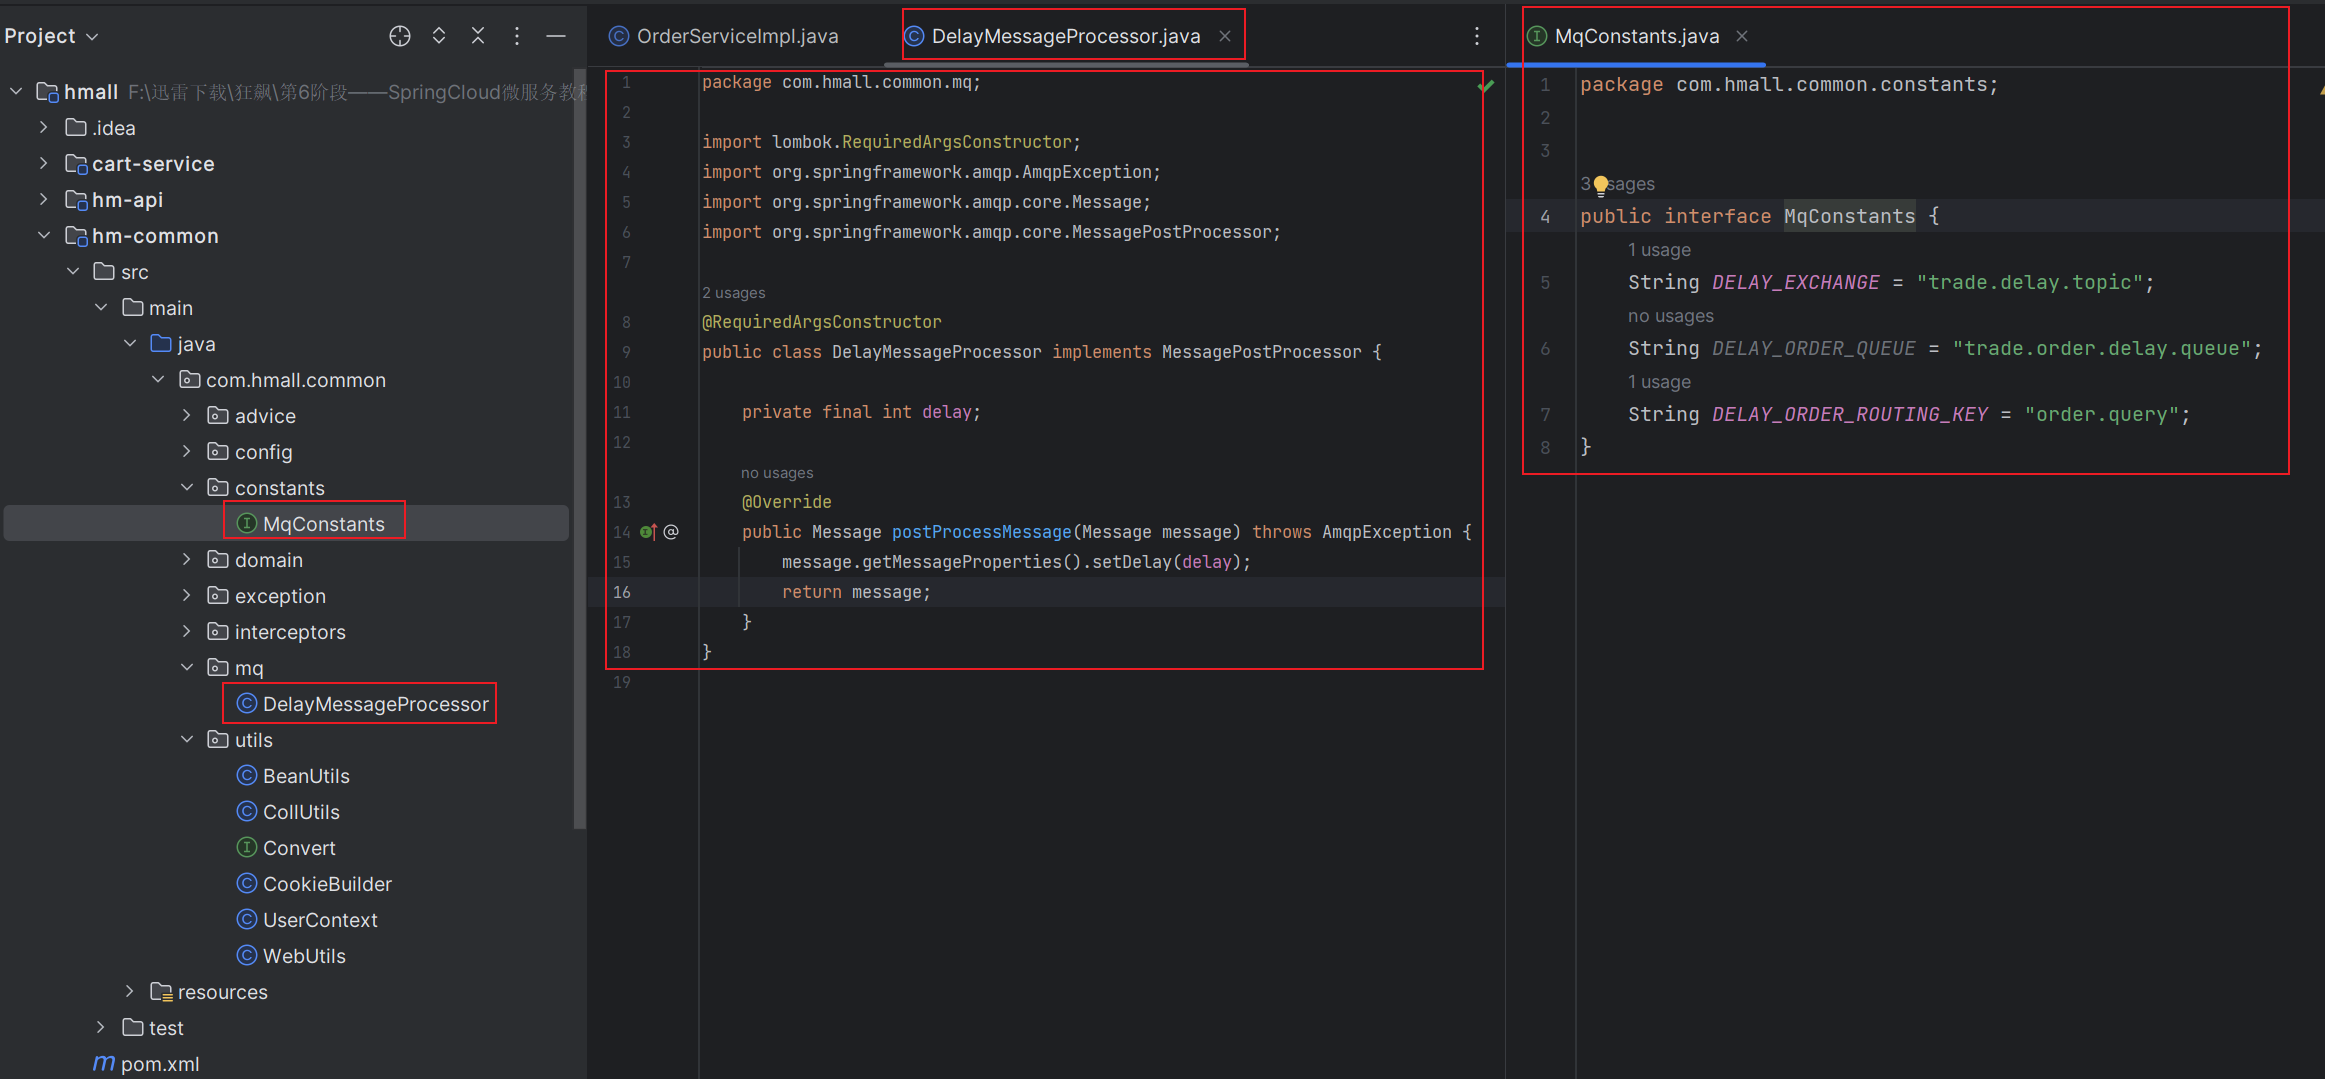 Project
hmall F:\迅雷下载\狂飙\第6阶段——SpringCloud微服务教
.idea
cart-service
hm-api
hm-common
src
main
java
com.hmall.common
advice
config
constants
MqConstants
domain
exception
interceptors
mq
DelayMessageProcessor
utils
BeanUtils
CollUtils
Convert
CookieBuilder
UserContext
WebUtils
resources
test
pom.xml
OrderServiceImpl.java
DelayMessageProcessor.java
1 package com.hmall.common.mq;
2
3 import lombok.RequiredArgsConstructor;
4 import org.springframework.amqp.AmqpException;
5 import org.springframework.amqp.core.Message;
6 import org.springframework.amqp.core.MessagePostProcessor;
7
2 usages
8 @RequiredArgsConstructor
9 public class DelayMessageProcessor implements MessagePostProcessor {
10
11 private final int delay;
12
no usages
13 @Override
14 public Message postProcessMessage(Message message) throws AmqpException {
15 message.getMessageProperties().setDelay(delay);
16 return message;
17 }
18 }
19
MqConstants.java
1 package com.hmall.common.constants;
2
3
3 usages
4 public interface MqConstants {
1 usage
5 String DELAY_EXCHANGE = "trade.delay.topic";
no usages
6 String DELAY_ORDER_QUEUE = "trade.order.delay.queue";
1 usage
7 String DELAY_ORDER_ROUTING_KEY = "order.query";
8 }